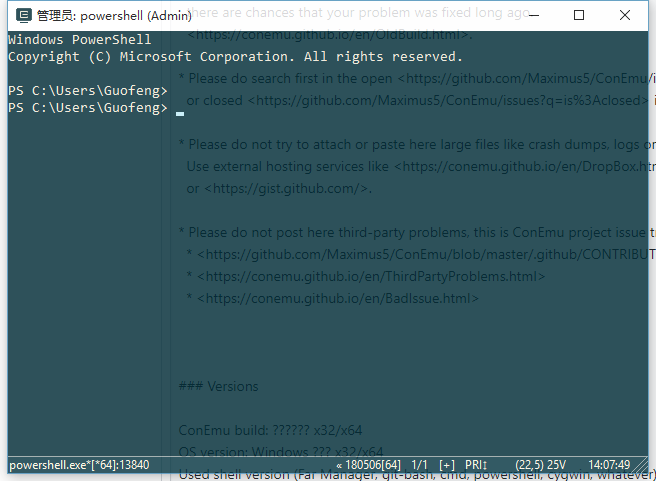 管理员: powershell (Admin)
there are chances that your problem was fixed long ago
<https://conemu.github.io/en/OldBuild.html>.
Windows PowerShell
Copyright (C) Microsoft Corporation. All rights reserved.
* Please do search first in the open <https://github.com/Maximus5/ConEmu/i
PS C:\Users\Guofeng>
or closed <https://github.com/Maximus5/ConEmu/issues?q=is%3Aclosed> i
PS C:\Users\Guofeng>
* Please do not try to attach or paste here large files like crash dumps, logs or
Use external hosting services like <https://conemu.github.io/en/DropBox.htm
or <https://gist.github.com/>.
* Please do not post here third-party problems, this is ConEmu project issue t
* <https://github.com/Maximus5/ConEmu/blob/master/.github/CONTRIBUT
* <https://conemu.github.io/en/ThirdPartyProblems.html>
* <https://conemu.github.io/en/BadIssue.html>
### Versions
ConEmu build: ?????? x32/x64
OS version: Windows ??? x32/x64
powershell.exe*[*64]:13840 « 180506[64] 1/1 [+] PRI↕ (22,5) 25V 14:07:49
Used shell version (Far Manager, git-bash, cmd, powershell, cygwin, whatever)